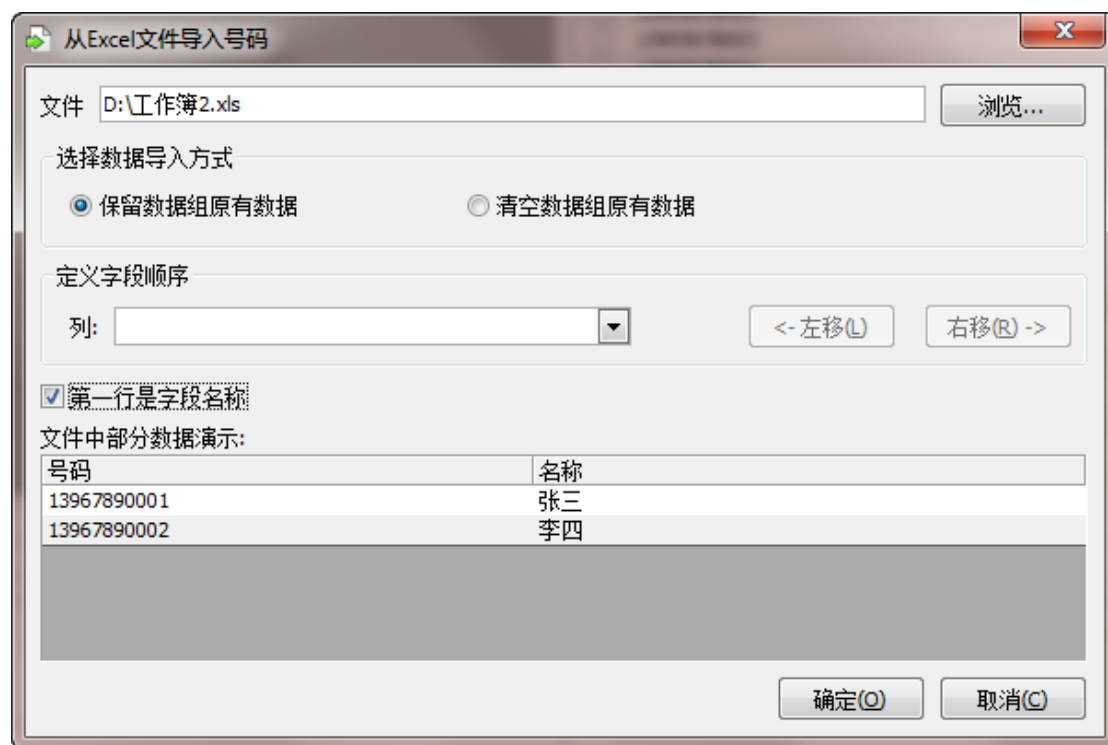 从Excel文件导入号码
文件 D:\工作簿2.xls 浏览...
选择数据导入方式
保留数据组原有数据 清空数据组原有数据
定义字段顺序
列: <-左移(L) 右移(R) ->
第一行是字段名称
文件中部分数据演示:
号码 名称
13967890001 张三
13967890002 李四
确定(O) 取消(C)